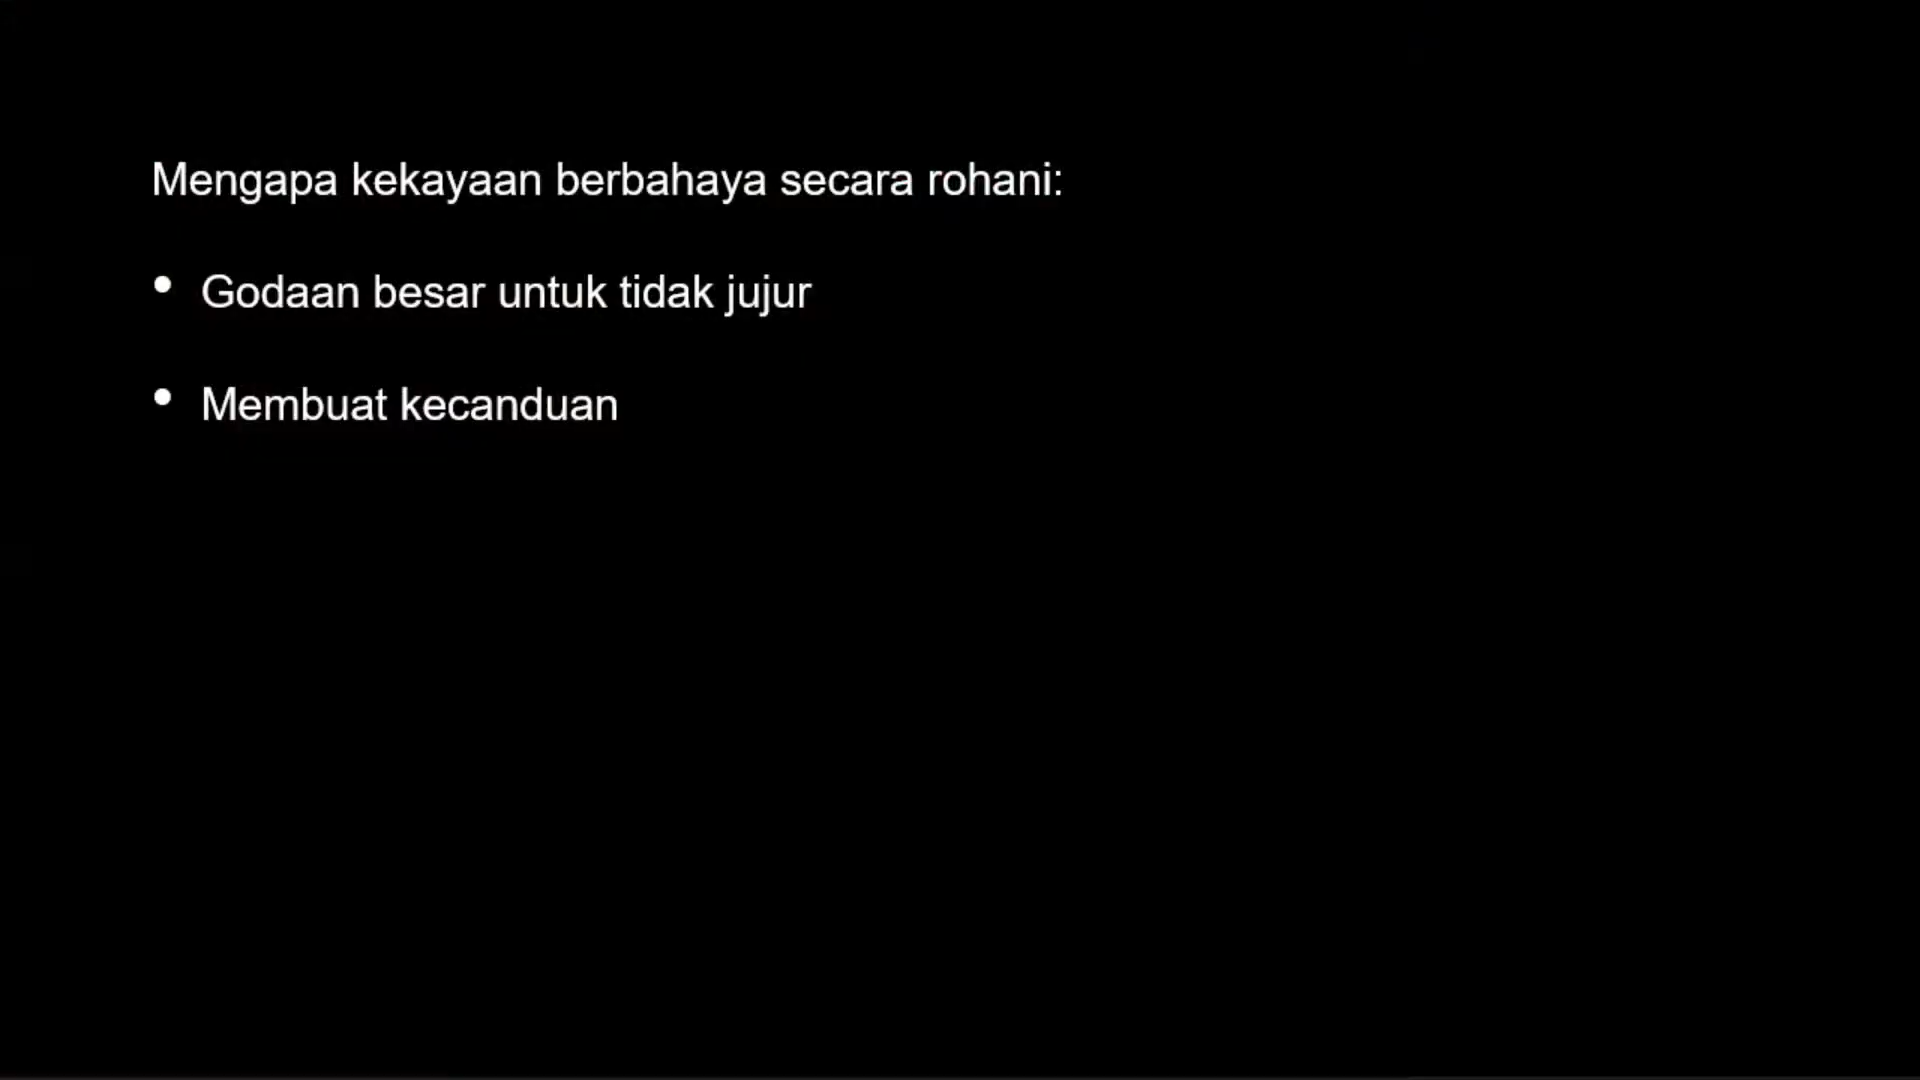 Mengapa kekayaan berbahaya secara rohani:
• Godaan besar untuk tidak jujur
• Membuat kecanduan